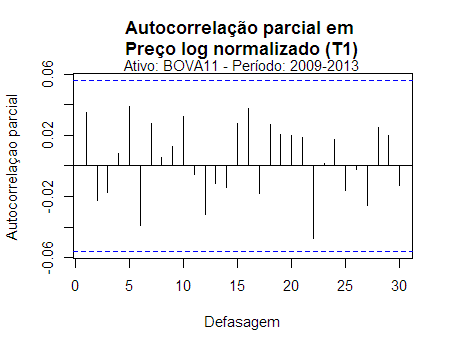 Autocorrelação parcial em
Preço log normalizado (T1)
Ativo: BOVA11 - Período: 2009-2013
Autocorrelaçao parcial
0.06
0.02
-0.02
-0.06
0 5 10 15 20 25 30
Defasagem